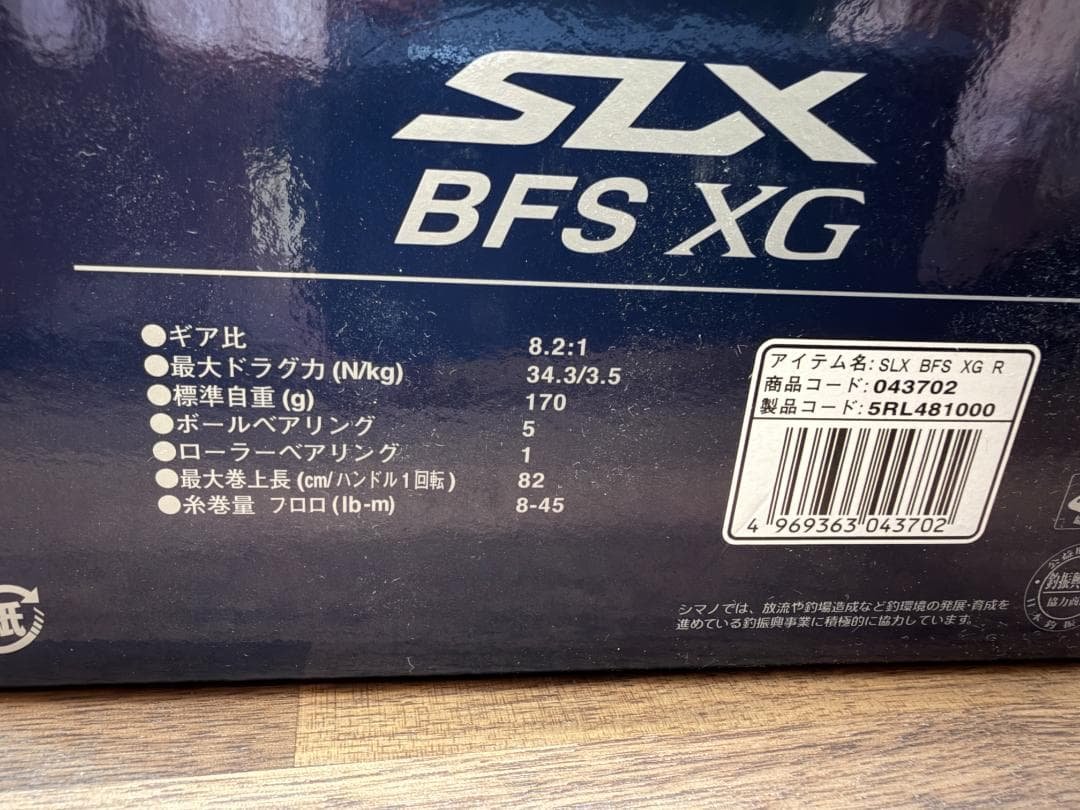 SLX
BFS XG
●ギア比 8.2:1
●最大ドラグ力(N/kg) 34.3/3.5
●標準自重(g) 170
●ボールベアリング 5
●ローラーベアリング 1
●最大巻上長(cm/ハンドル1回転) 82
●糸巻量 フロロ(lb-m) 8-45
アイテム名: SLX BFS XG R
商品コード: 043702
製品コード: 5RL481000
4 969363 043702
シマノでは、放流や釣場造成など釣環境の発展・育成を
進めている釣振興事業に積極的に協力しています。
紙
釣振興
協力商